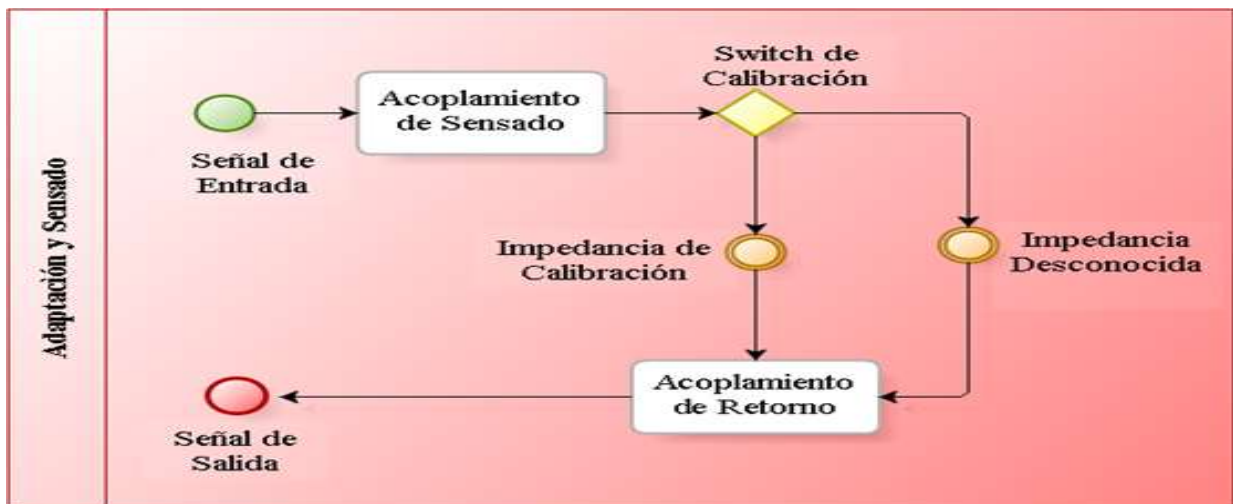 Adaptación y Sensado
Switch de
Calibración
Acoplamiento
de Sensado
Señal de
Entrada
Impedancia de
Calibración
Impedancia
Desconocida
Acoplamiento
de Retorno
Señal de
Salida